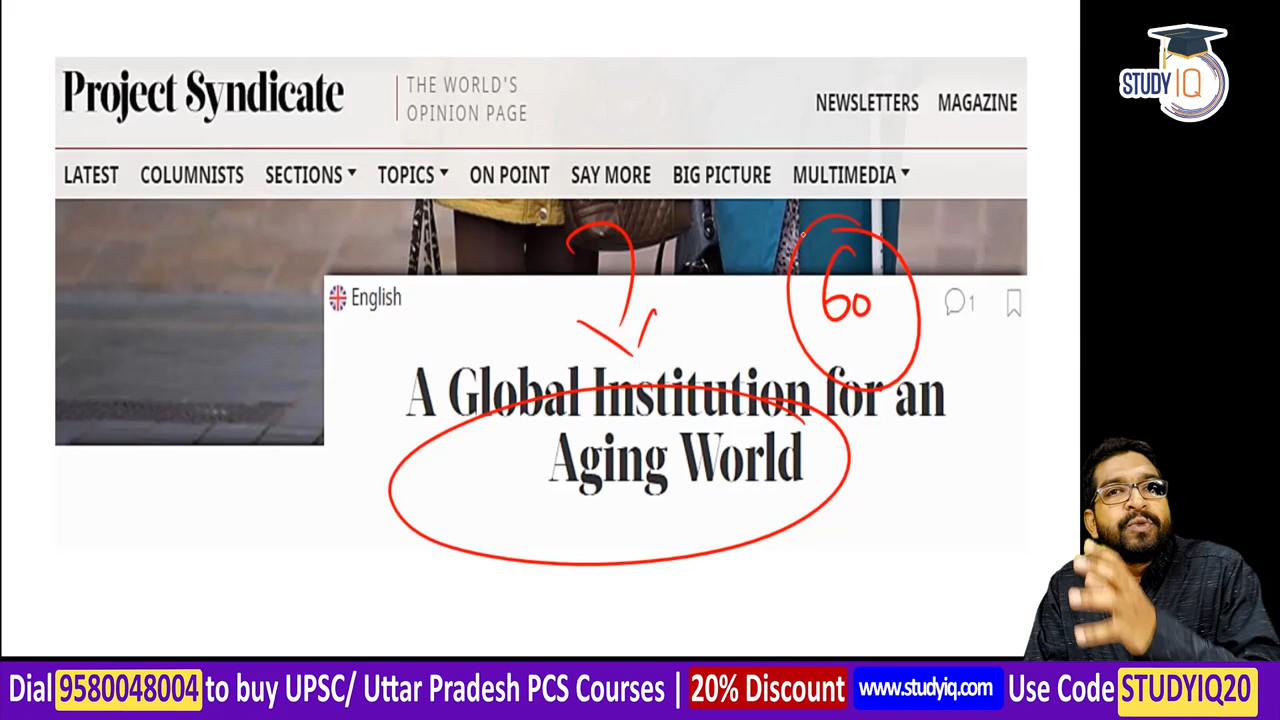 Project Syndicate
THE WORLD'S
OPINION PAGE
NEWSLETTERS MAGAZINE
STUDY IQ
LATEST COLUMNISTS SECTIONS TOPICS ON POINT SAY MORE BIG PICTURE MULTIMEDIA
60
English
1
A Global Institution for an
Aging World
Dial 9580048004 to buy UPSC/ Uttar Pradesh PCS Courses | 20% Discount www.studyiq.com Use Code STUDYIQ20